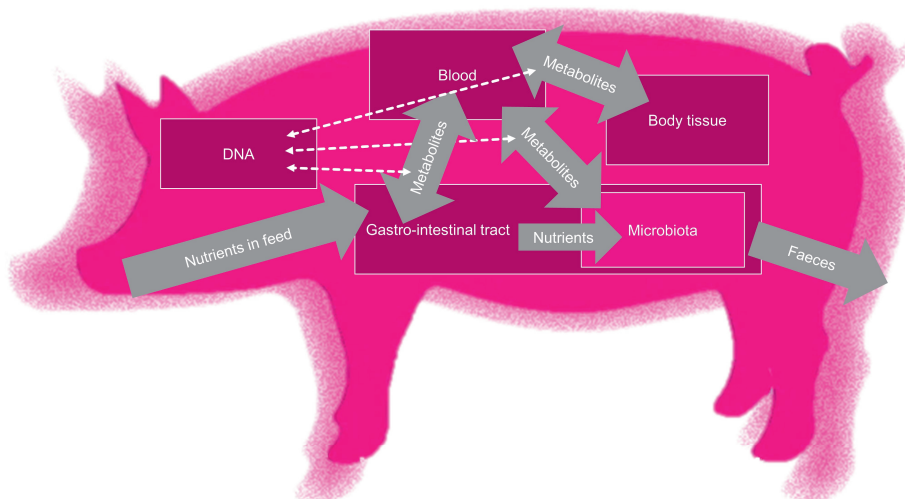 Blood
Metabolites
Body tissue
DNA
Metabolites
Metabolites
Nutrients in feed
Gastro-intestinal tract
Nutrients
Microbiota
Faeces